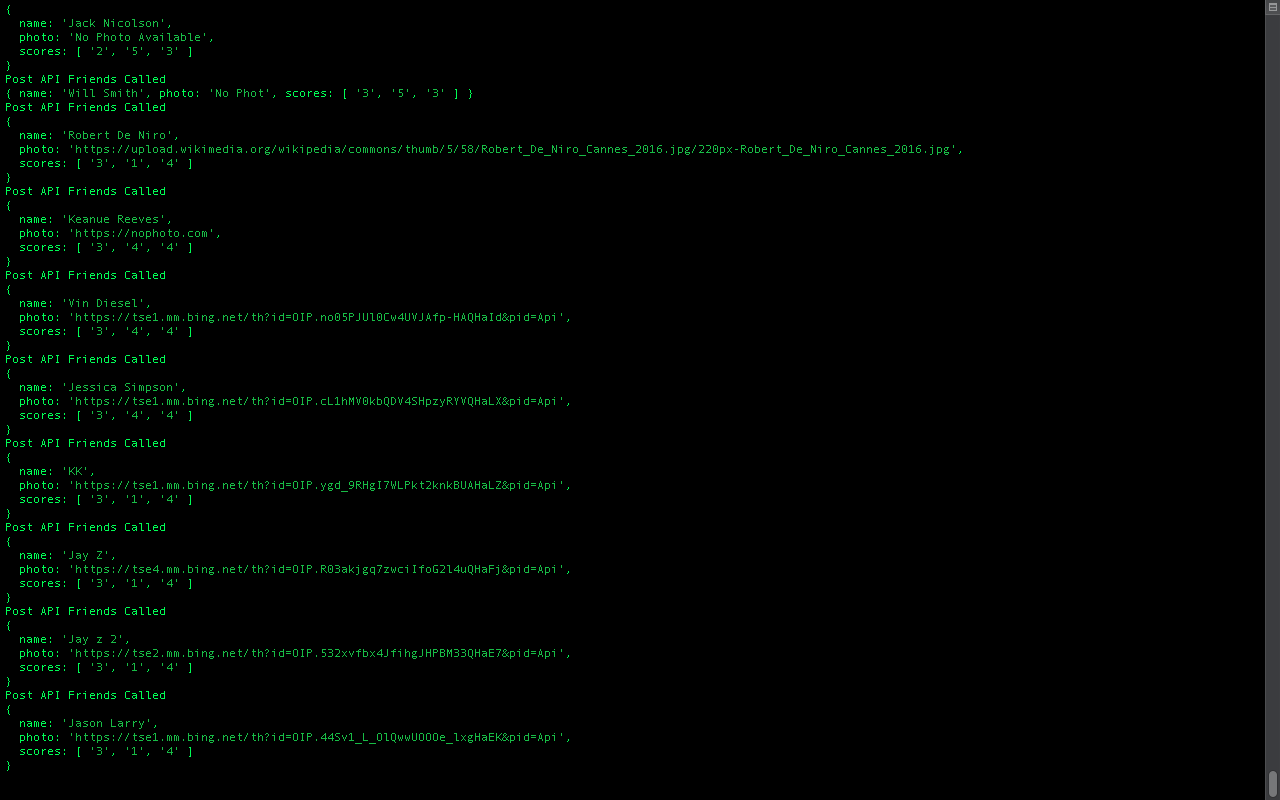 {
  name: 'Jack Nicolson',
  photo: 'No Photo Available',
  scores: [ '2', '5', '3' ]
}
Post API Friends Called
{ name: 'Will Smith', photo: 'No Phot', scores: [ '3', '5', '3' ] }
Post API Friends Called
{
  name: 'Robert De Niro',
  photo: 'https://upload.wikimedia.org/wikipedia/commons/thumb/5/58/Robert_De_Niro_Cannes_2016.jpg/220px-Robert_De_Niro_Cannes_2016.jpg',
  scores: [ '3', '1', '4' ]
}
Post API Friends Called
{
  name: 'Keanue Reeves',
  photo: 'https://nophoto.com',
  scores: [ '3', '4', '4' ]
}
Post API Friends Called
{
  name: 'Vin Diesel',
  photo: 'https://tse1.mm.bing.net/th?id=OIP.no05PJUl0Cw4UVJAfp-HAQHaId&pid=Api',
  scores: [ '3', '4', '4' ]
}
Post API Friends Called
{
  name: 'Jessica Simpson',
  photo: 'https://tse1.mm.bing.net/th?id=OIP.cL1hMV0kbQDV4SHpzyRYVQHaLX&pid=Api',
  scores: [ '3', '4', '4' ]
}
Post API Friends Called
{
  name: 'KK',
  photo: 'https://tse1.mm.bing.net/th?id=OIP.ygd_9RHgI7WLPkt2knkBUAHaLZ&pid=Api',
  scores: [ '3', '1', '4' ]
}
Post API Friends Called
{
  name: 'Jay Z',
  photo: 'https://tse4.mm.bing.net/th?id=OIP.R03akjgq7zwciIfoG2l4uQHaFj&pid=Api',
  scores: [ '3', '1', '4' ]
}
Post API Friends Called
{
  name: 'Jay z 2',
  photo: 'https://tse2.mm.bing.net/th?id=OIP.532xvfbx4JfihgJHPBM33QHaE7&pid=Api',
  scores: [ '3', '1', '4' ]
}
Post API Friends Called
{
  name: 'Jason Larry',
  photo: 'https://tse1.mm.bing.net/th?id=OIP.44Sv1_L_OlQwwUOOOe_lxgHaEK&pid=Api',
  scores: [ '3', '1', '4' ]
}